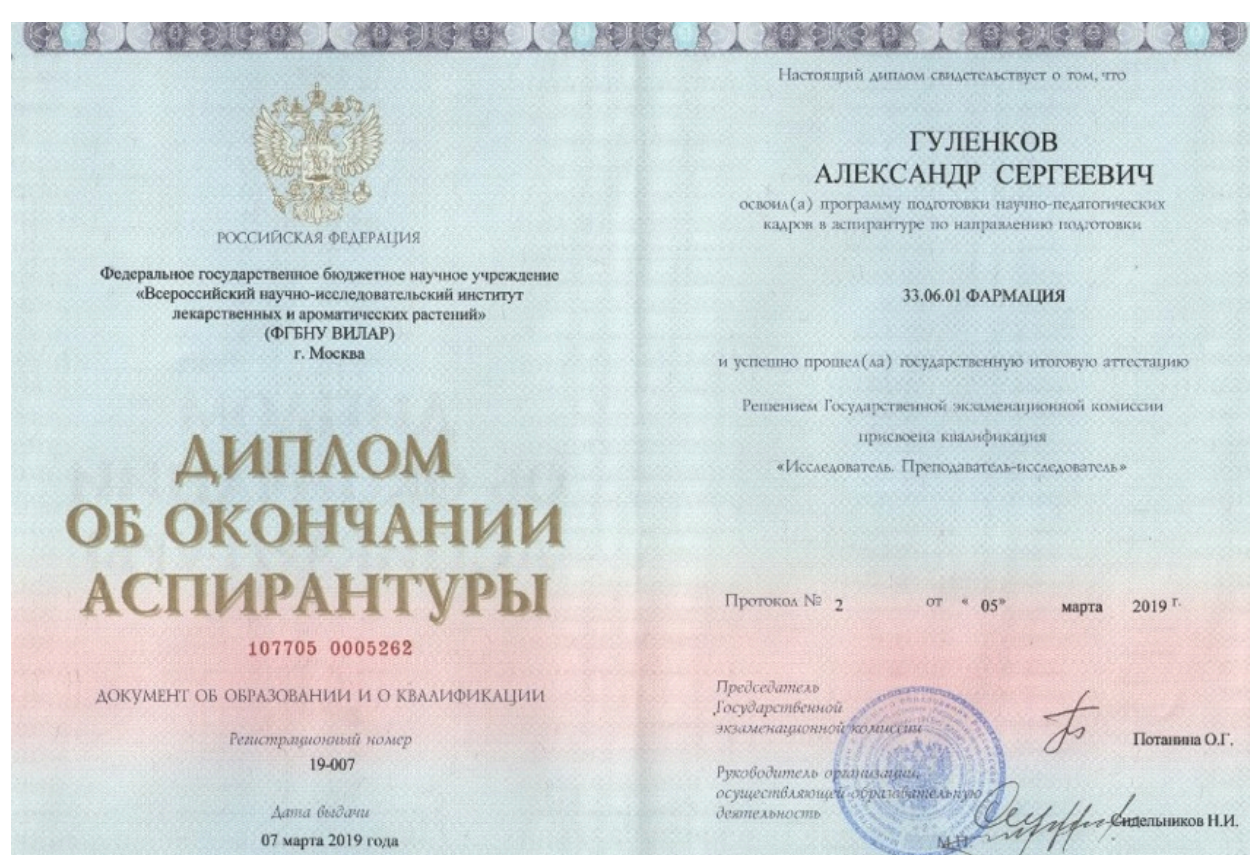 РОССИЙСКАЯ ФЕДЕРАЦИЯ
Федеральное государственное бюджетное научное учреждение
«Всероссийский научно-исследовательский институт
лекарственных и ароматических растений»
(ФГБНУ ВИЛАР)
г. Москва
ДИПЛОМ
ОБ ОКОНЧАНИИ
АСПИРАНТУРЫ
107705 0005262
ДОКУМЕНТ ОБ ОБРАЗОВАНИИ И О КВАЛИФИКАЦИИ
Регистрационный номер
19-007
Дата выдачи
07 марта 2019 года
Настоящий диплом свидетельствует о том, что
ГУЛЕНКОВ
АЛЕКСАНДР СЕРГЕЕВИЧ
освоил(а) программу подготовки научно-педагогических
кадров в аспирантуре по направлению подготовки
33.06.01 ФАРМАЦИЯ
и успешно прошел(ла) государственную итоговую аттестацию
Решением Государственной экзаменационной комиссии
присвоена квалификация
«Исследователь. Преподаватель-исследователь»
Протокол № 2 от « 05» марта 2019 г.
Председатель
Государственной
экзаменационной комиссии
Потанина О.Г.
Руководитель организации,
осуществляющей образовательную
деятельность
Сидельников Н.И.
М.П.